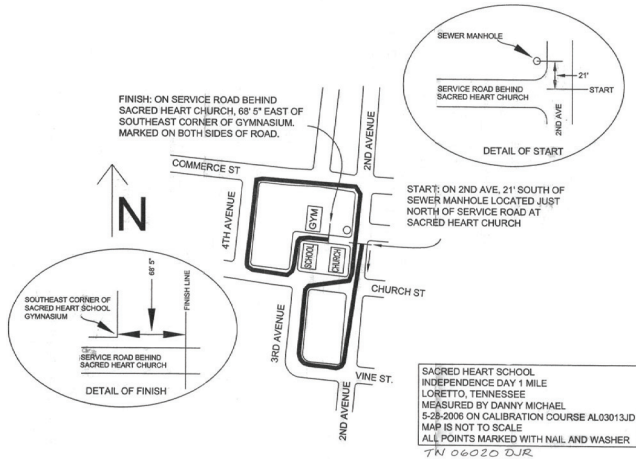 SEWER MANHOLE
21'
SERVICE ROAD BEHIND
SACRED HEART CHURCH
START
2ND AVE
DETAIL OF START
FINISH: ON SERVICE ROAD BEHIND
SACRED HEART CHURCH, 68' 5" EAST OF
SOUTHEAST CORNER OF GYMNASIUM.
MARKED ON BOTH SIDES OF ROAD.
2ND AVENUE
COMMERCE ST
START: ON 2ND AVE, 21' SOUTH OF
SEWER MANHOLE LOCATED JUST
NORTH OF SERVICE ROAD AT
SACRED HEART CHURCH
N
4TH AVENUE
GYM
SCHOOL
CHURCH
CHURCH ST
68' 5"
FINISH LINE
SOUTHEAST CORNER OF
SACRED HEART SCHOOL
GYMNASIUM
SERVICE ROAD BEHIND
SACRED HEART CHURCH
DETAIL OF FINISH
3RD AVENUE
VINE ST.
2ND AVENUE
SACRED HEART SCHOOL
INDEPENDENCE DAY 1 MILE
LORETTO, TENNESSEE
MEASURED BY DANNY MICHAEL
5-28-2006 ON CALIBRATION COURSE AL03013JD
MAP IS NOT TO SCALE
ALL POINTS MARKED WITH NAIL AND WASHER
TN 06020 DJR